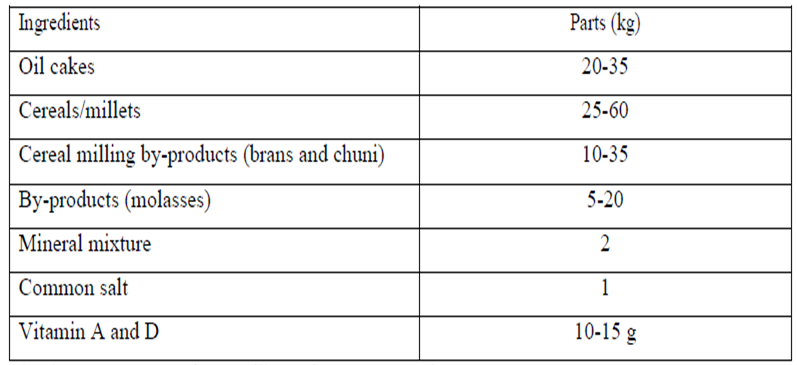 Ingredients Parts (kg)
Oil cakes 20-35
Cereals/millets 25-60
Cereal milling by-products (brans and chuni) 10-35
By-products (molasses) 5-20
Mineral mixture 2
Common salt 1
Vitamin A and D 10-15 g